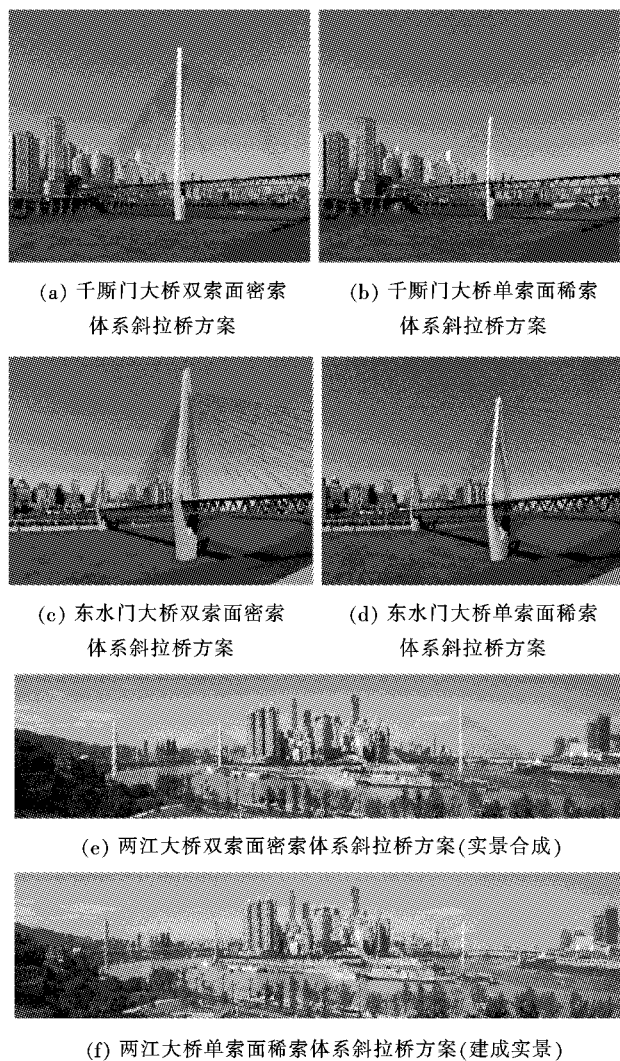 (a) 千厮门大桥双索面密索
体系斜拉桥方案
(b) 千厮门大桥单索面稀索
体系斜拉桥方案
(c) 东水门大桥双索面密索
体系斜拉桥方案
(d) 东水门大桥单索面稀索
体系斜拉桥方案
(e) 两江大桥双索面密索体系斜拉桥方案(实景合成)
(f) 两江大桥单索面稀索体系斜拉桥方案(建成实景)